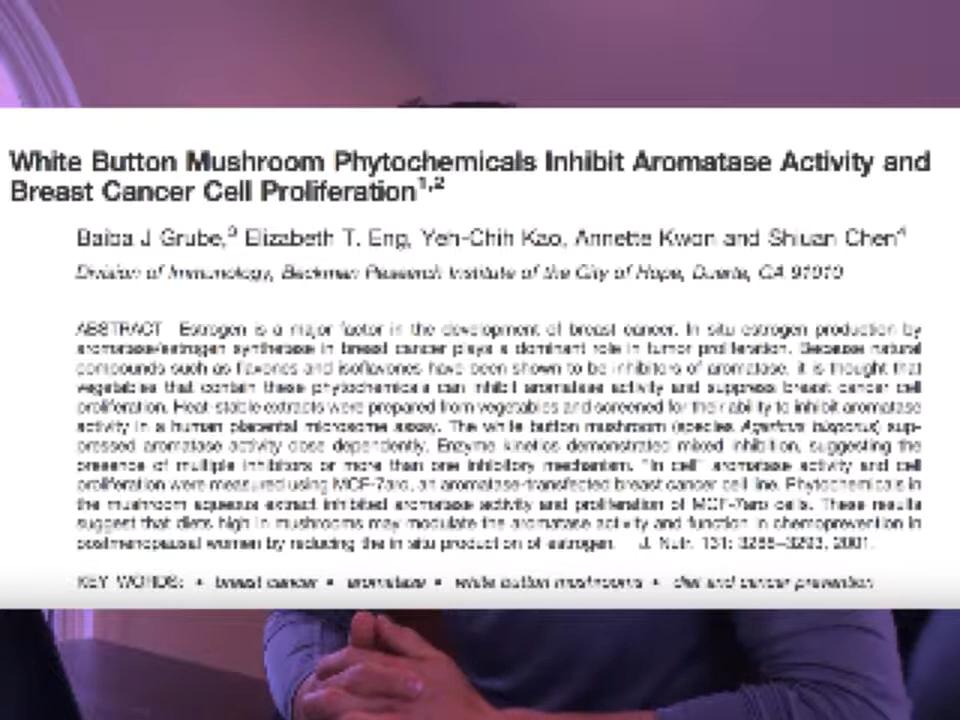 White Button Mushroom Phytochemicals Inhibit Aromatase Activity and
Breast Cancer Cell Proliferation1,2
Baiba J Grube,3 Elizabeth T. Eng, Yeh-Chih Kao, Annette Kwon and Shiuan Chen4
Division of Immunology, Beckman Research Institute of the City of Hope, Duarte, CA 91010
ABSTRACT Estrogen is a major factor in the development of breast cancer. In situ estrogen production by
aromatase/estrogen synthetase in breast cancer plays a dominant role in tumor proliferation. Because natural
compounds such as flavones and isoflavones have been shown to be inhibitors of aromatase, it is thought that
vegetables that contain these phytochemicals can inhibit aromatase activity and suppress breast cancer cell
proliferation. Heat-stable extracts were prepared from vegetables and screened for their ability to inhibit aromatase
activity in a human placental microsome assay. The white button mushroom (species Agaricus bisporus) sup-
pressed aromatase activity dose dependently. Enzyme kinetics demonstrated mixed inhibition, suggesting the
presence of multiple inhibitors or more than one inhibitory mechanism. "In cell" aromatase activity and cell
proliferation were measured using MCF-7aro, an aromatase-transfected breast cancer cell line. Phytochemicals in
the mushroom aqueous extract inhibited aromatase activity and proliferation of MCF-7aro cells. These results
suggest that diets high in mushrooms may modulate the aromatase activity and function in chemoprevention in
postmenopausal women by reducing the in situ production of estrogen. J. Nutr. 131: 3288–3293, 2001.
KEY WORDS: • breast cancer • aromatase • white button mushrooms • diet and cancer prevention